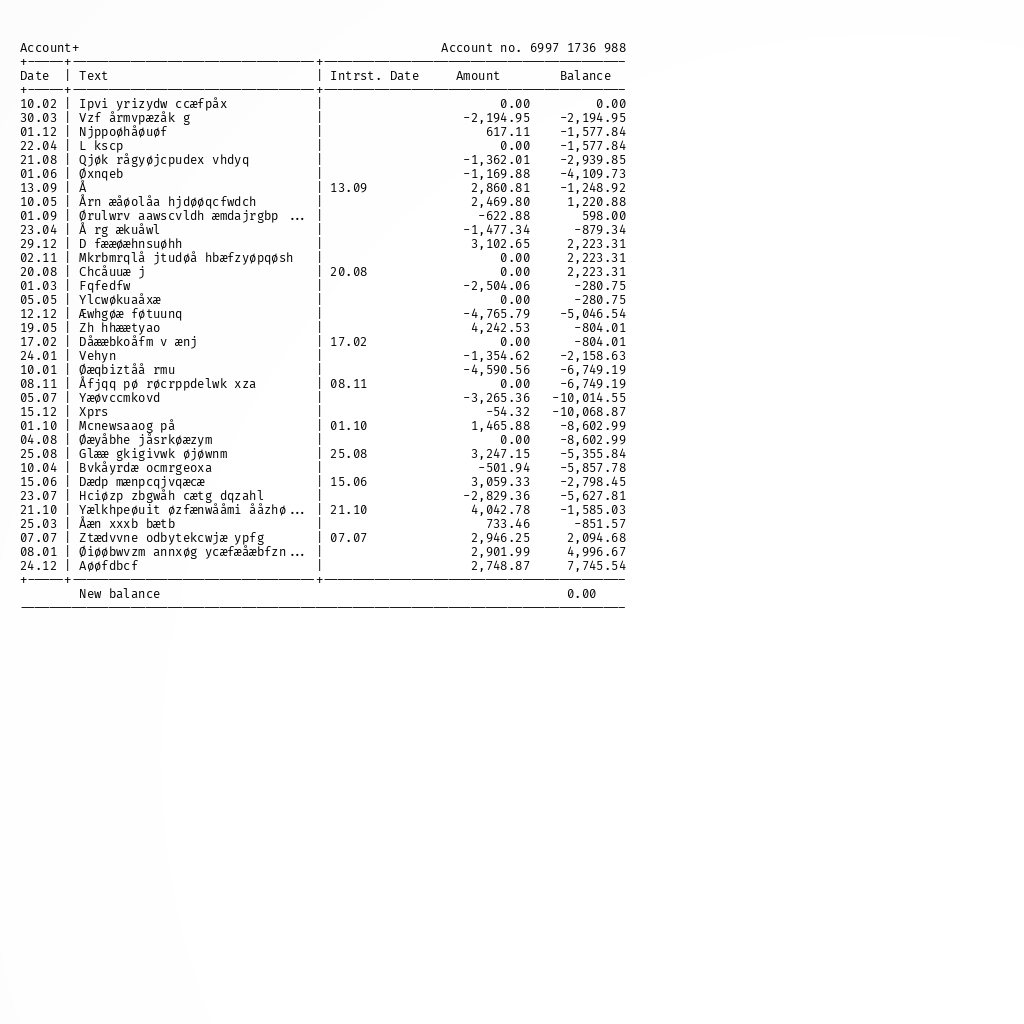 Account+ Account no. 6997 1736 988
+-----+---------------------------------+-----------------------------------------
Date | Text | Intrst. Date Amount Balance
+-----+---------------------------------+-----------------------------------------
10.02 | Ipvi yrizydw ccæfpåx | 0.00 0.00
30.03 | Vzf årmvpæzåk g | -2,194.95 -2,194.95
01.12 | Njppoøhåøuøf | 617.11 -1,577.84
22.04 | L kscp | 0.00 -1,577.84
21.08 | Qjøk rågyøjcpudex vhdyq | -1,362.01 -2,939.85
01.06 | Øxnqeb | -1,169.88 -4,109.73
13.09 | Å | 13.09 2,860.81 -1,248.92
10.05 | Årn æåøolåa hjdøøqcfwdch | 2,469.80 1,220.88
01.09 | Ørulwrv aawscvldh æmdajrgbp ... | -622.88 598.00
23.04 | Å rg ækuåwl | -1,477.34 -879.34
29.12 | D fææøæhnsuøhh | 3,102.65 2,223.31
02.11 | Mkrbmrqlå jtudøå hbæfzyøpqøsh | 0.00 2,223.31
20.08 | Chcåuuæ j | 20.08 0.00 2,223.31
01.03 | Fqfedfw | -2,504.06 -280.75
05.05 | Ylcwøkuaåxæ | 0.00 -280.75
12.12 | Æwhgøæ føtuunq | -4,765.79 -5,046.54
19.05 | Zh hhæætyao | 4,242.53 -804.01
17.02 | Dåææbkoåfm v ænj | 17.02 0.00 -804.01
24.01 | Vehyn | -1,354.62 -2,158.63
10.01 | Øæqbiztåå rmu | -4,590.56 -6,749.19
08.11 | Åfjqq pø røcrppdelwk xza | 08.11 0.00 -6,749.19
05.07 | Yæøvccmkovd | -3,265.36 -10,014.55
15.12 | Xprs | -54.32 -10,068.87
01.10 | Mcnewsaaog på | 01.10 1,465.88 -8,602.99
04.08 | Øæyåbhe jåsrkøæzym | 0.00 -8,602.99
25.08 | Glææ gkigivwk øjøwnm | 25.08 3,247.15 -5,355.84
10.04 | Bvkåyrdæ ocmrgeoxa | -501.94 -5,857.78
15.06 | Dædp mænpcqjvqæcæ | 15.06 3,059.33 -2,798.45
23.07 | Hciøzp zbgwåh cætg dqzahl | -2,829.36 -5,627.81
21.10 | Yælkhpeøuit øzfænwååmi ååzhø... | 21.10 4,042.78 -1,585.03
25.03 | Åæn xxxb bætb | 733.46 -851.57
07.07 | Ztædvvne odbytekcwjæ ypfg | 07.07 2,946.25 2,094.68
08.01 | Øiøøbwvzm annxøg ycæfæåæbfzn... | 2,901.99 4,996.67
24.12 | Aøøfdbcf | 2,748.87 7,745.54
+-----+---------------------------------+-----------------------------------------
New balance 0.00
----------------------------------------------------------------------------------